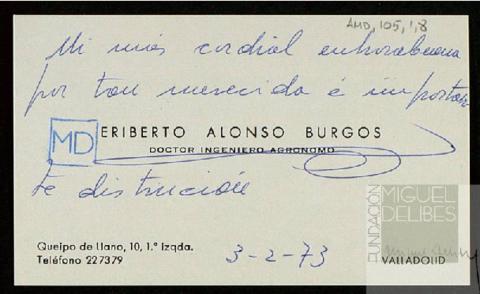 AMD, 105, 1, 8
Mi más cordial enhorabuena
por tan merecida é importan
MD
ERIBERTO ALONSO BURGOS
DOCTOR INGENIERO AGRONOMO
te distinción
Queipo de Llano, 10, 1.º Izqda.
Teléfono 227379
3-2-73
VALLADOLID
FUNDACIÓN
MIGUEL
DELIBES